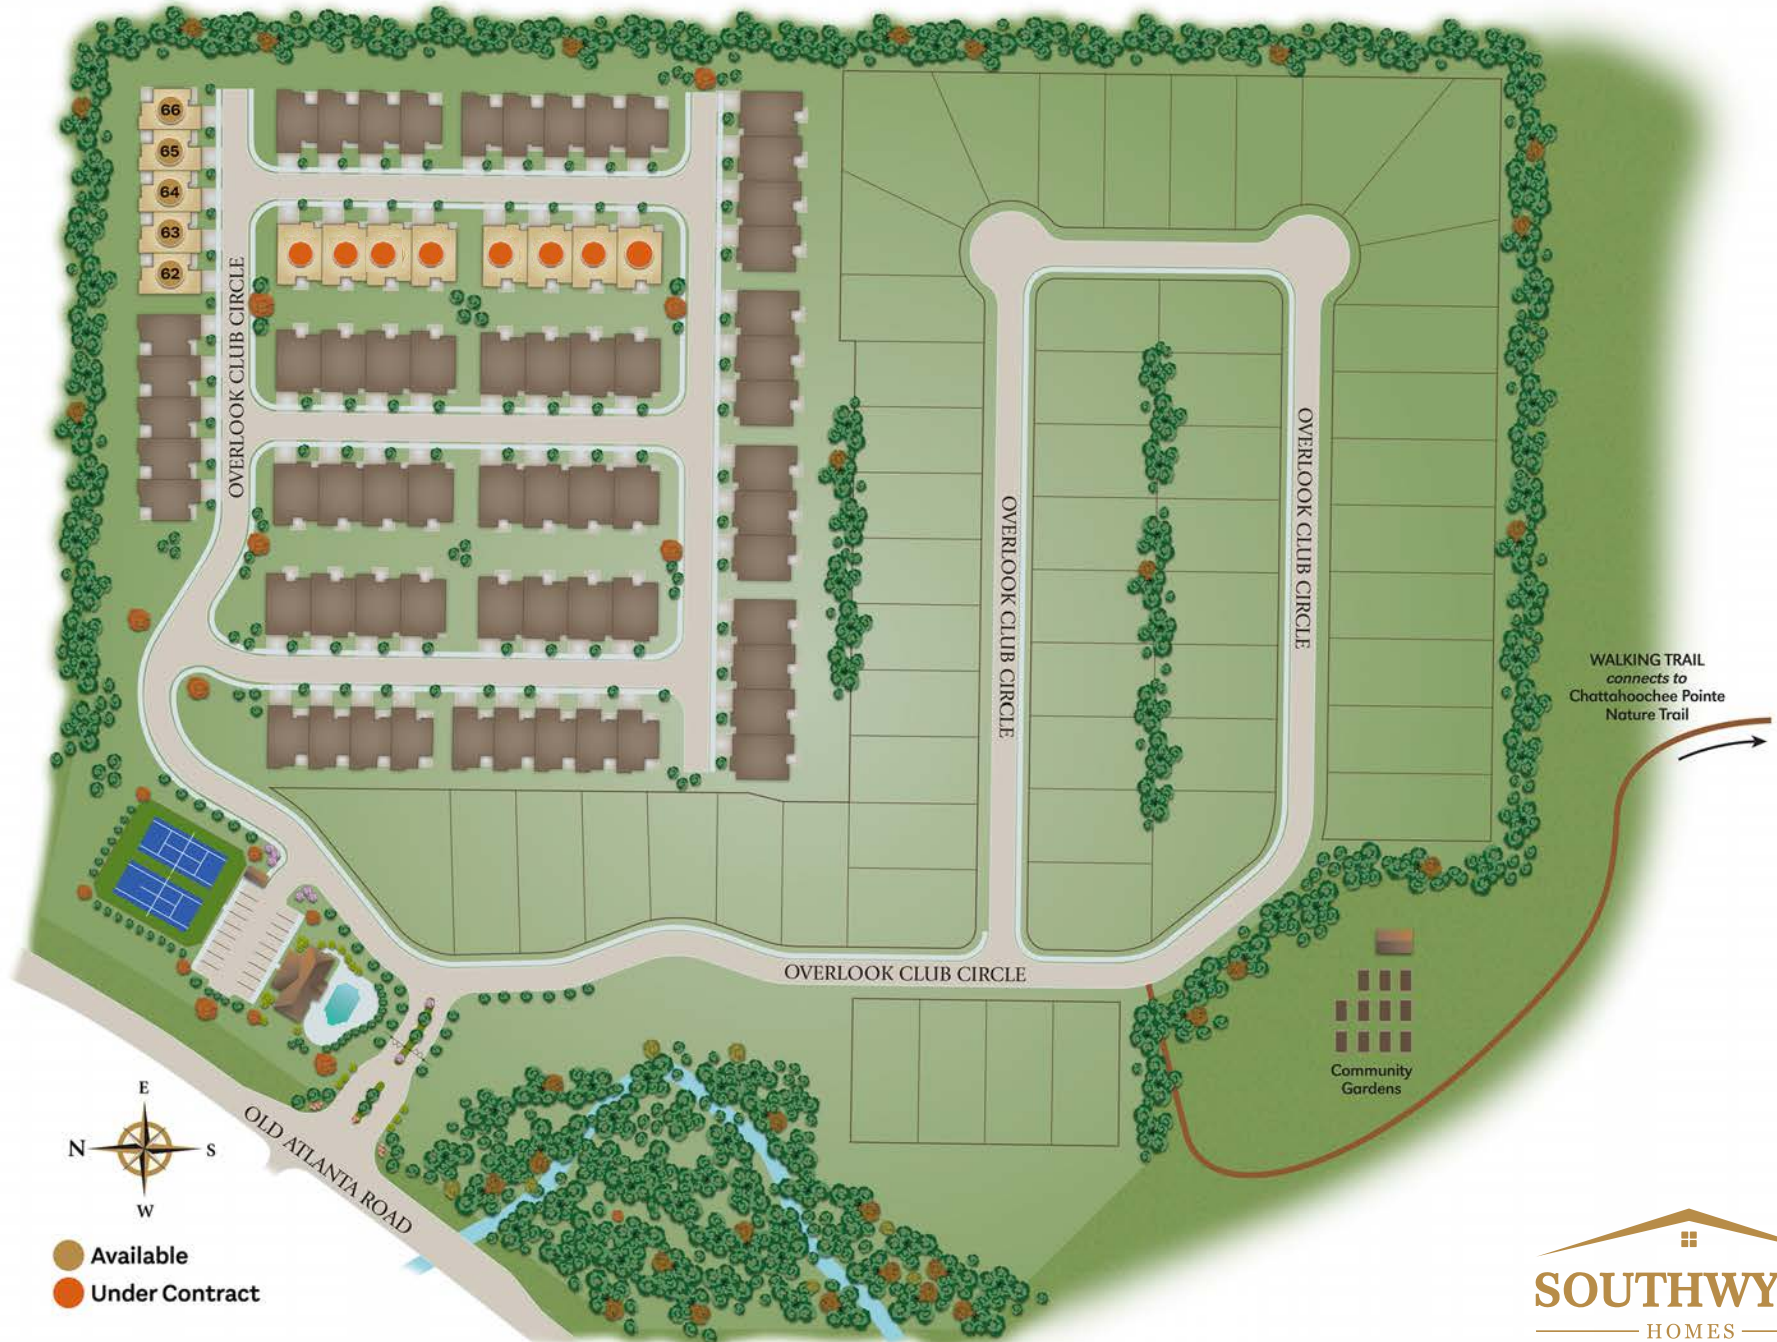 66
65
64
63
62
OVERLOOK CLUB CIRCLE
OVERLOOK CLUB CIRCLE
OVERLOOK CLUB CIRCLE
WALKING TRAIL
connects to
Chattahoochee Pointe
Nature Trail
OVERLOOK CLUB CIRCLE
Community
Gardens
E
N
S
W
OLD ATLANTA ROAD
Available
Under Contract
SOUTHWY
HOMES